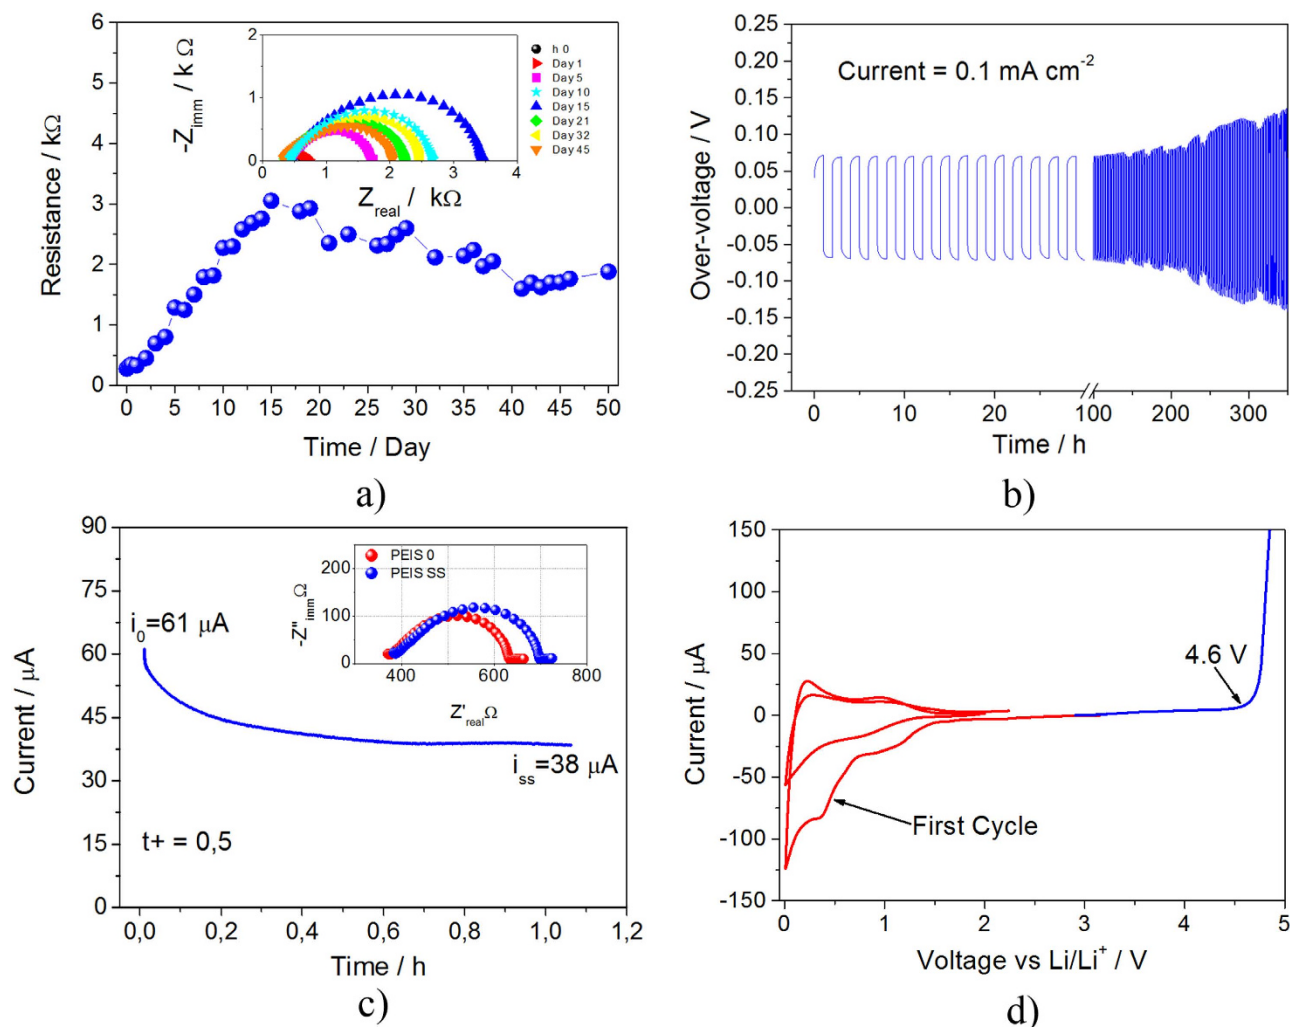 a)
Resistance / kΩ
6
5
4
3
2
1
0
0 5 10 15 20 25 30 35 40 45 50
Time / Day
-Z_imm / k Ω
2
1
0
0 1 2 3 4
Z_real / kΩ
h 0
Day 1
Day 5
Day 10
Day 15
Day 21
Day 32
Day 45
a)
b)
Over-voltage / V
0.25
0.20
0.15
0.10
0.05
0.00
-0.05
-0.10
-0.15
-0.20
-0.25
Current = 0.1 mA cm⁻²
0 10 20 100 200 300
Time / h
b)
Current / µA
90
75
60
45
30
15
0
i₀=61 µA
i_ss=38 µA
t+ = 0,5
0,0 0,2 0,4 0,6 0,8 1,0 1,2
Time / h
-Z"_imm Ω
200
100
0
PEIS 0
PEIS SS
400 600 800
Z'_real Ω
c)
Current / µA
150
100
50
0
-50
-100
-150
4.6 V
First Cycle
0 1 2 3 4 5
Voltage vs Li/Li⁺ / V
d)